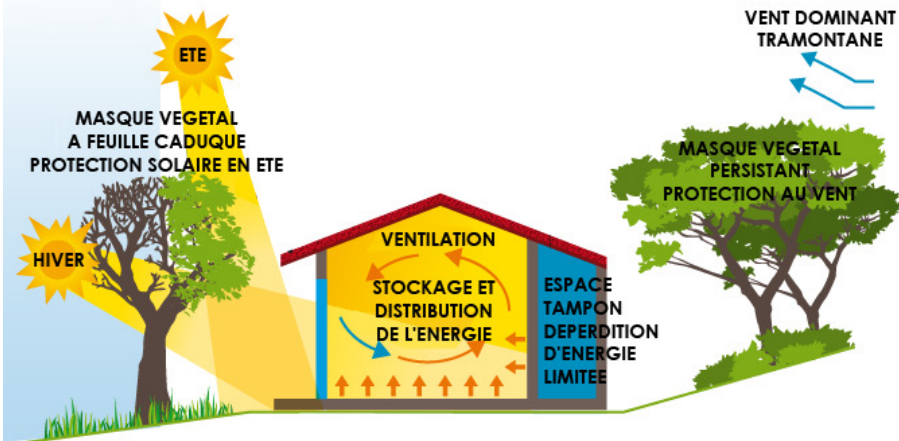 VENT DOMINANT
TRAMONTANE
ETE
MASQUE VEGETAL
A FEUILLE CADUQUE
PROTECTION SOLAIRE EN ETE
MASQUE VEGETAL
PERSISTANT
PROTECTION AU VENT
HIVER
VENTILATION
STOCKAGE ET
DISTRIBUTION
DE L'ENERGIE
ESPACE
TAMPON
DEPERDITION
D'ENERGIE
LIMITEE